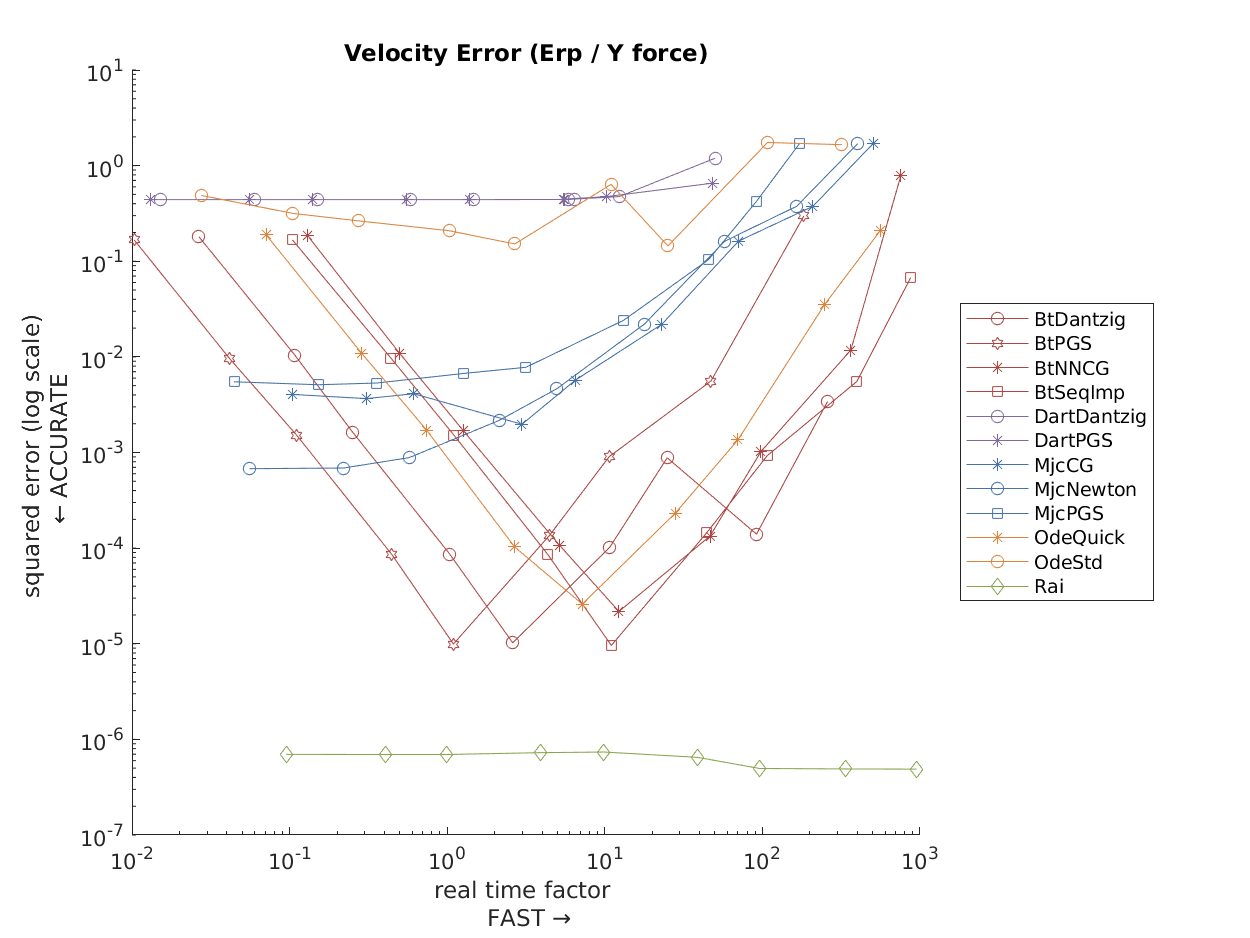 Velocity Error (Erp / Y force)
squared error (log scale)
← ACCURATE
10^1
10^0
10^-1
10^-2
10^-3
10^-4
10^-5
10^-6
10^-7
10^-2
10^-1
10^0
10^1
10^2
10^3
real time factor
FAST →
BtDantzig
BtPGS
BtNNCG
BtSeqImp
DartDantzig
DartPGS
MjcCG
MjcNewton
MjcPGS
OdeQuick
OdeStd
Rai